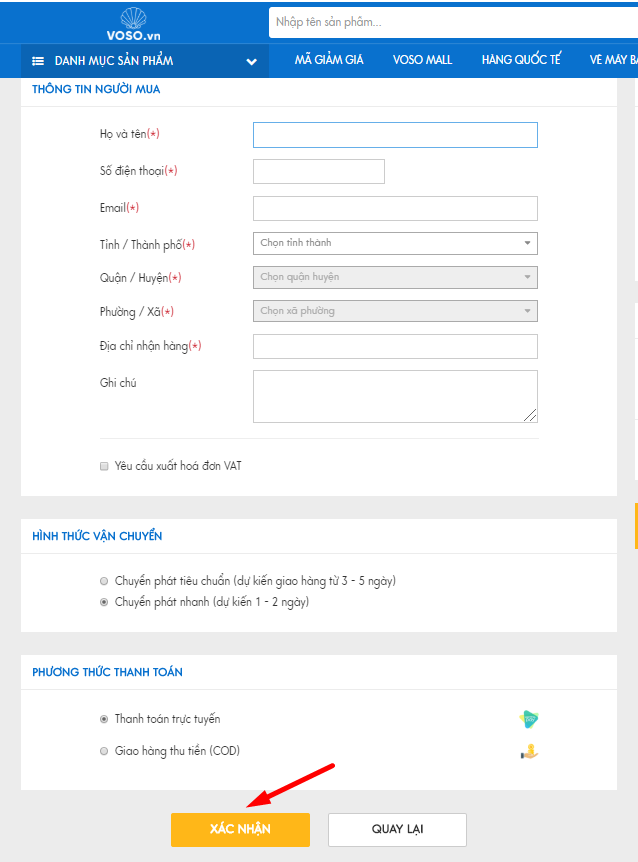 VOSO.vn
Nhập tên sản phẩm...
DANH MỤC SẢN PHẨM
MÃ GIẢM GIÁ
VOSO MALL
HÀNG QUỐC TẾ
VÉ MÁY BA
THÔNG TIN NGƯỜI MUA
Họ và tên(*)
Số điện thoại(*)
Email(*)
Tỉnh / Thành phố(*)
Chọn tỉnh thành
Quận / Huyện(*)
Chọn quận huyện
Phường / Xã(*)
Chọn xã phường
Địa chỉ nhận hàng(*)
Ghi chú
Yêu cầu xuất hoá đơn VAT
HÌNH THỨC VẬN CHUYỂN
Chuyển phát tiêu chuẩn (dự kiến giao hàng từ 3 - 5 ngày)
Chuyển phát nhanh (dự kiến 1 - 2 ngày)
PHƯƠNG THỨC THANH TOÁN
Thanh toán trực tuyến
Giao hàng thu tiền (COD)
XÁC NHẬN
QUAY LẠI